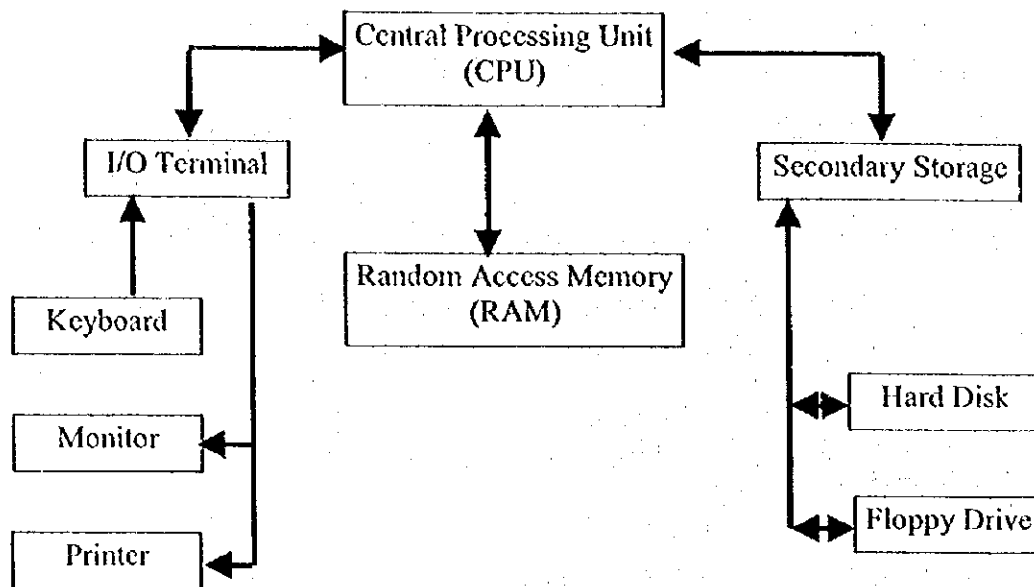 Central Processing Unit
(CPU)
I/O Terminal
Secondary Storage
Random Access Memory
(RAM)
Keyboard
Hard Disk
Monitor
Floppy Drive
Printer